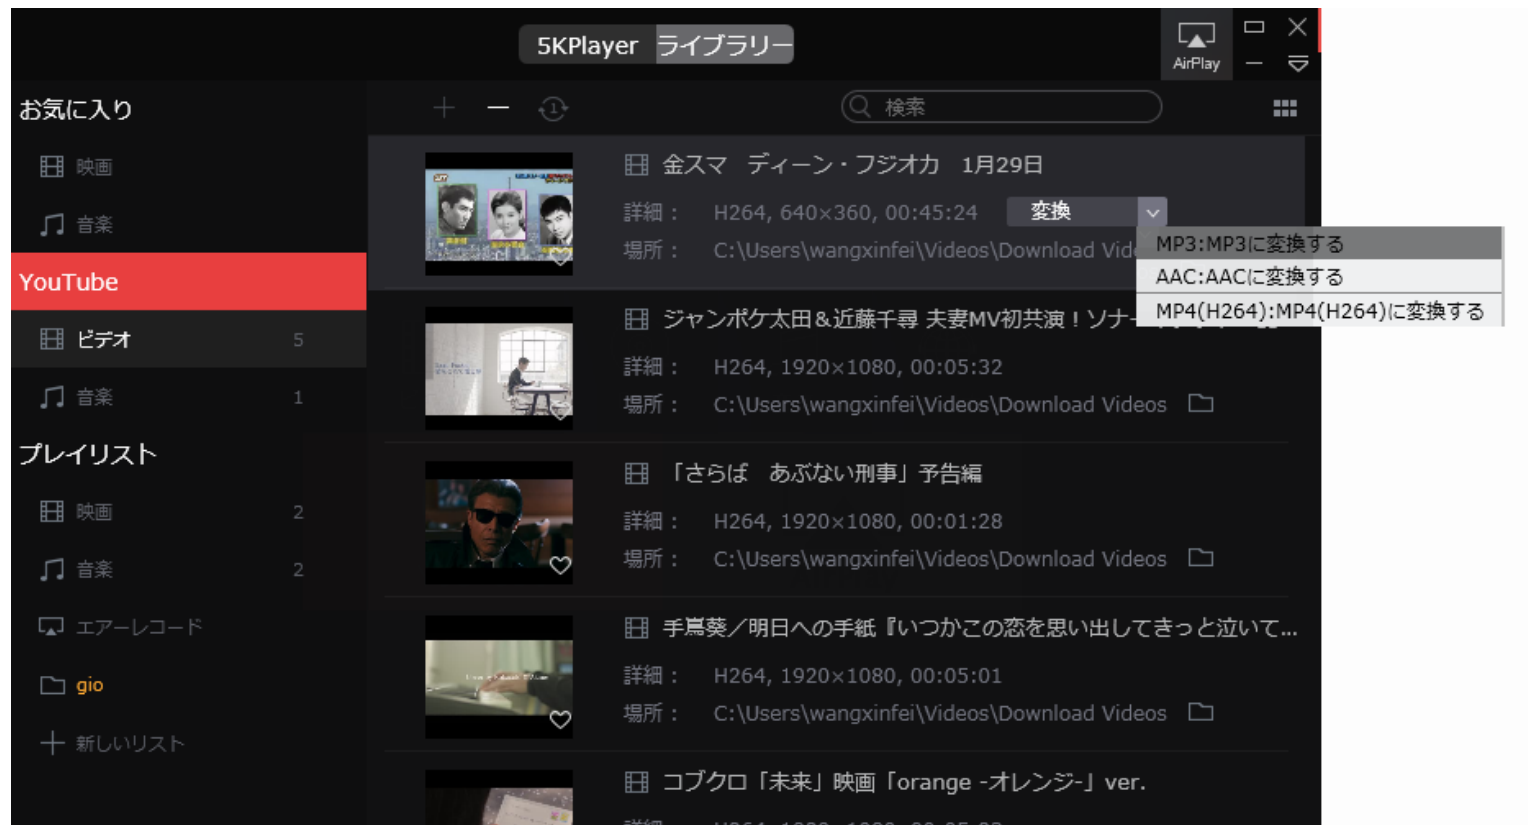 5KPlayer ライブラリー
AirPlay
お気に入り
検索
映画
音楽
YouTube
ビデオ 5
音楽 1
プレイリスト
映画 2
音楽 2
エアーレコード
gio
新しいリスト
金スマ ディーン・フジオカ 1月29日
詳細： H264, 640×360, 00:45:24 変換
場所： C:\Users\wangxinfei\Videos\Download Vide
MP3:MP3に変換する
AAC:AACに変換する
MP4(H264):MP4(H264)に変換する
ジャンポケ太田＆近藤千尋 夫妻MV初共演！ソナー
詳細： H264, 1920×1080, 00:05:32
場所： C:\Users\wangxinfei\Videos\Download Videos
「さらば あぶない刑事」予告編
詳細： H264, 1920×1080, 00:01:28
場所： C:\Users\wangxinfei\Videos\Download Videos
手嶌葵／明日への手紙『いつかこの恋を思い出してきっと泣いて...
詳細： H264, 1920×1080, 00:05:01
場所： C:\Users\wangxinfei\Videos\Download Videos
コブクロ「未来」映画「orange -オレンジ-」ver.